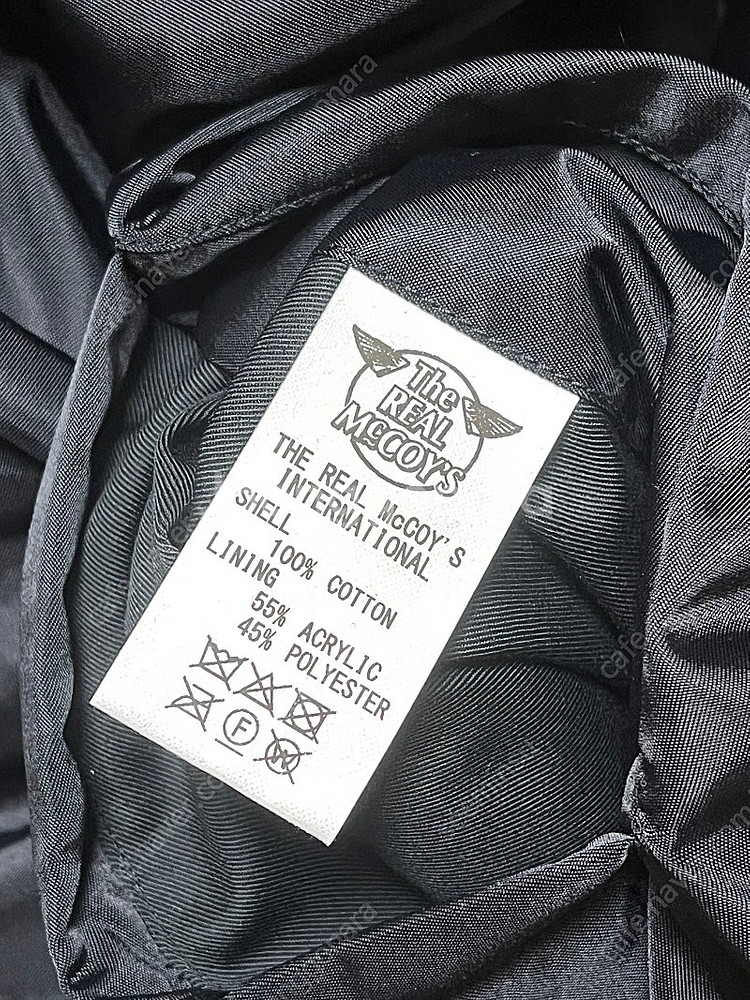 The
REAL
McCOY'S
THE REAL McCOY'S
INTERNATIONAL
SHELL
100% COTTON
LINING
55% ACRYLIC
45% POLYESTER
F
W